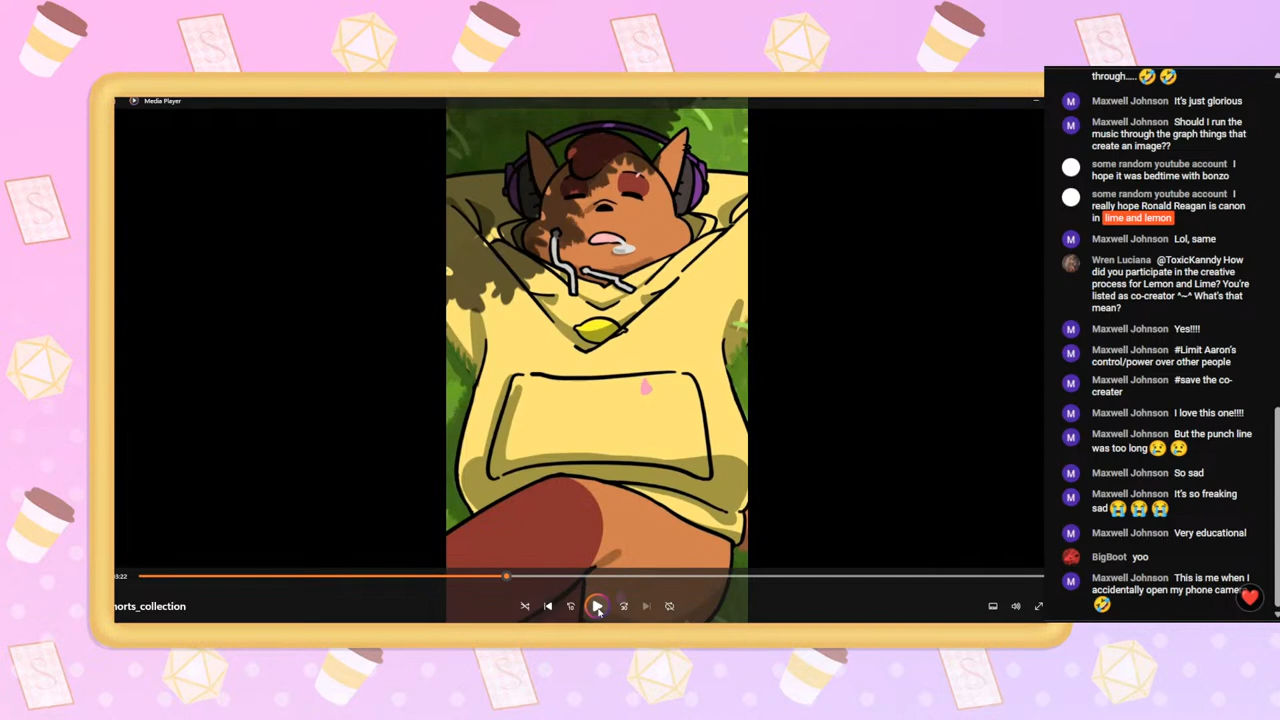 Media Player
3:22
orts_collection
through.....🤣🤣
M Maxwell Johnson It's just glorious
M Maxwell Johnson Should I run the
music through the graph things that
create an image??
some random youtube account I
hope it was bedtime with bonzo
some random youtube account I
really hope Ronald Reagan is canon
in lime and lemon
M Maxwell Johnson Lol, same
Wren Luciana @ToxicKanndy How
did you participate in the creative
process for Lemon and Lime? You're
listed as co-creator ^~^ What's that
mean?
M Maxwell Johnson Yes!!!!
M Maxwell Johnson #Limit Aaron's
control/power over other people
M Maxwell Johnson #save the co-
creater
M Maxwell Johnson I love this one!!!!
M Maxwell Johnson But the punch line
was too long😢😢
M Maxwell Johnson So sad
M Maxwell Johnson It's so freaking
sad😭😭😭
M Maxwell Johnson Very educational
BigBoot yoo
M Maxwell Johnson This is me when I
accidentally open my phone came
🤣